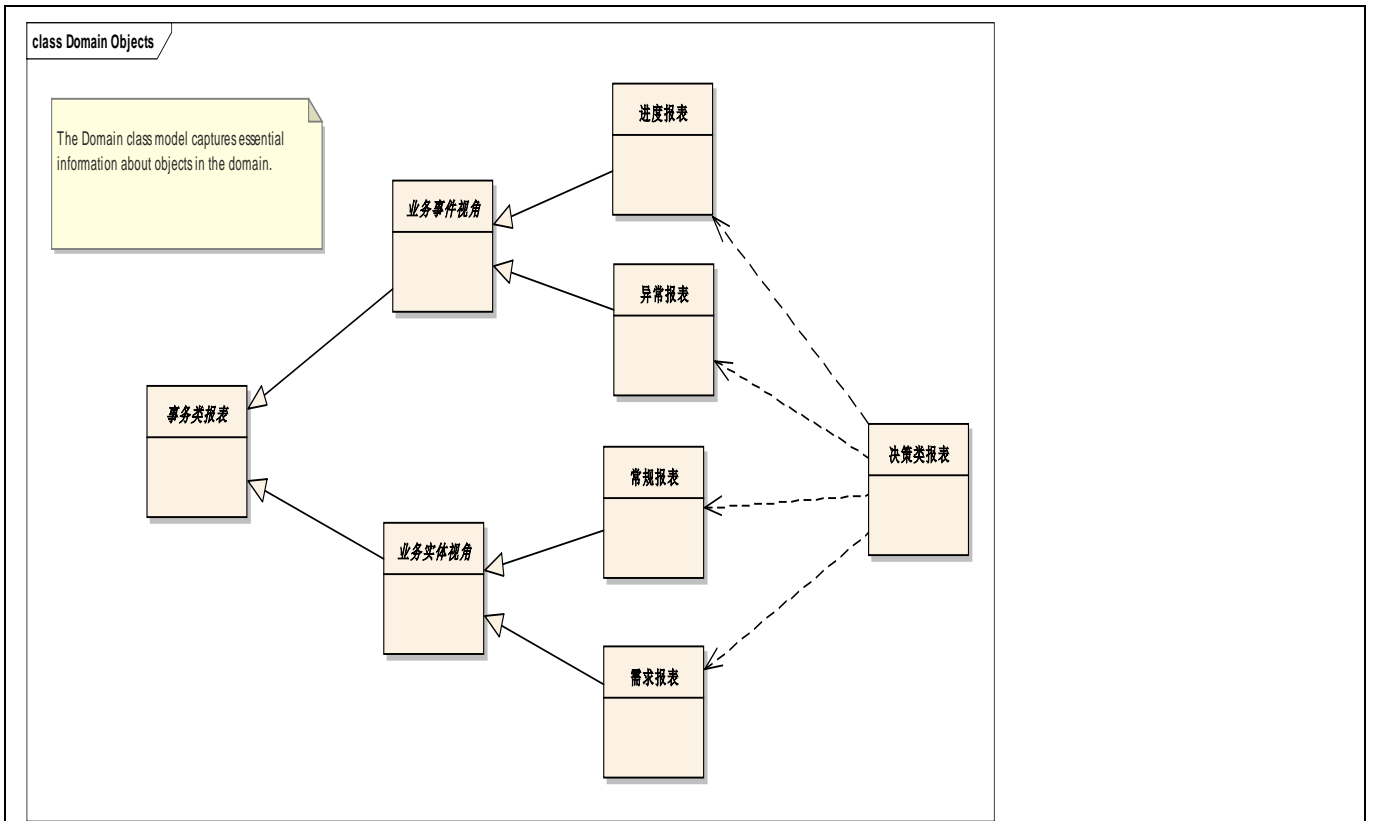 class Domain Objects
The Domain class model captures essential
information about objects in the domain.
进度报表
业务事件视角
异常报表
事务类报表
决策类报表
常规报表
业务实体视角
需求报表